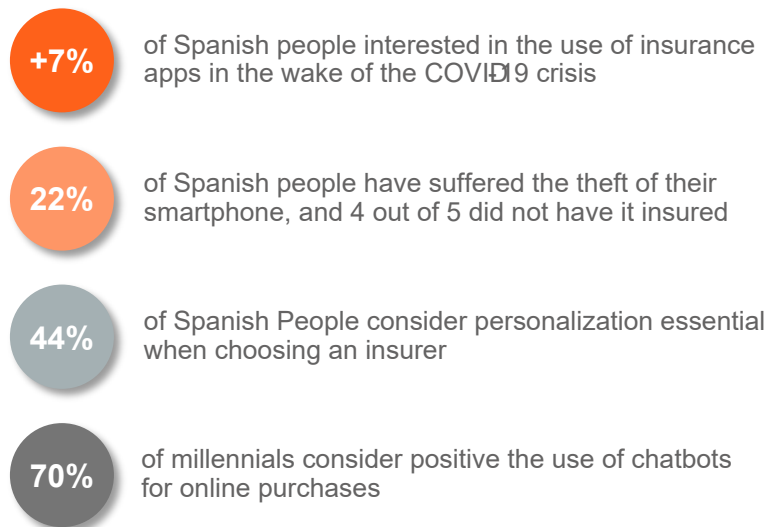 +7%
of Spanish people interested in the use of insurance
apps in the wake of the COVID-19 crisis
22%
of Spanish people have suffered the theft of their
smartphone, and 4 out of 5 did not have it insured
44%
of Spanish People consider personalization essential
when choosing an insurer
70%
of millennials consider positive the use of chatbots
for online purchases